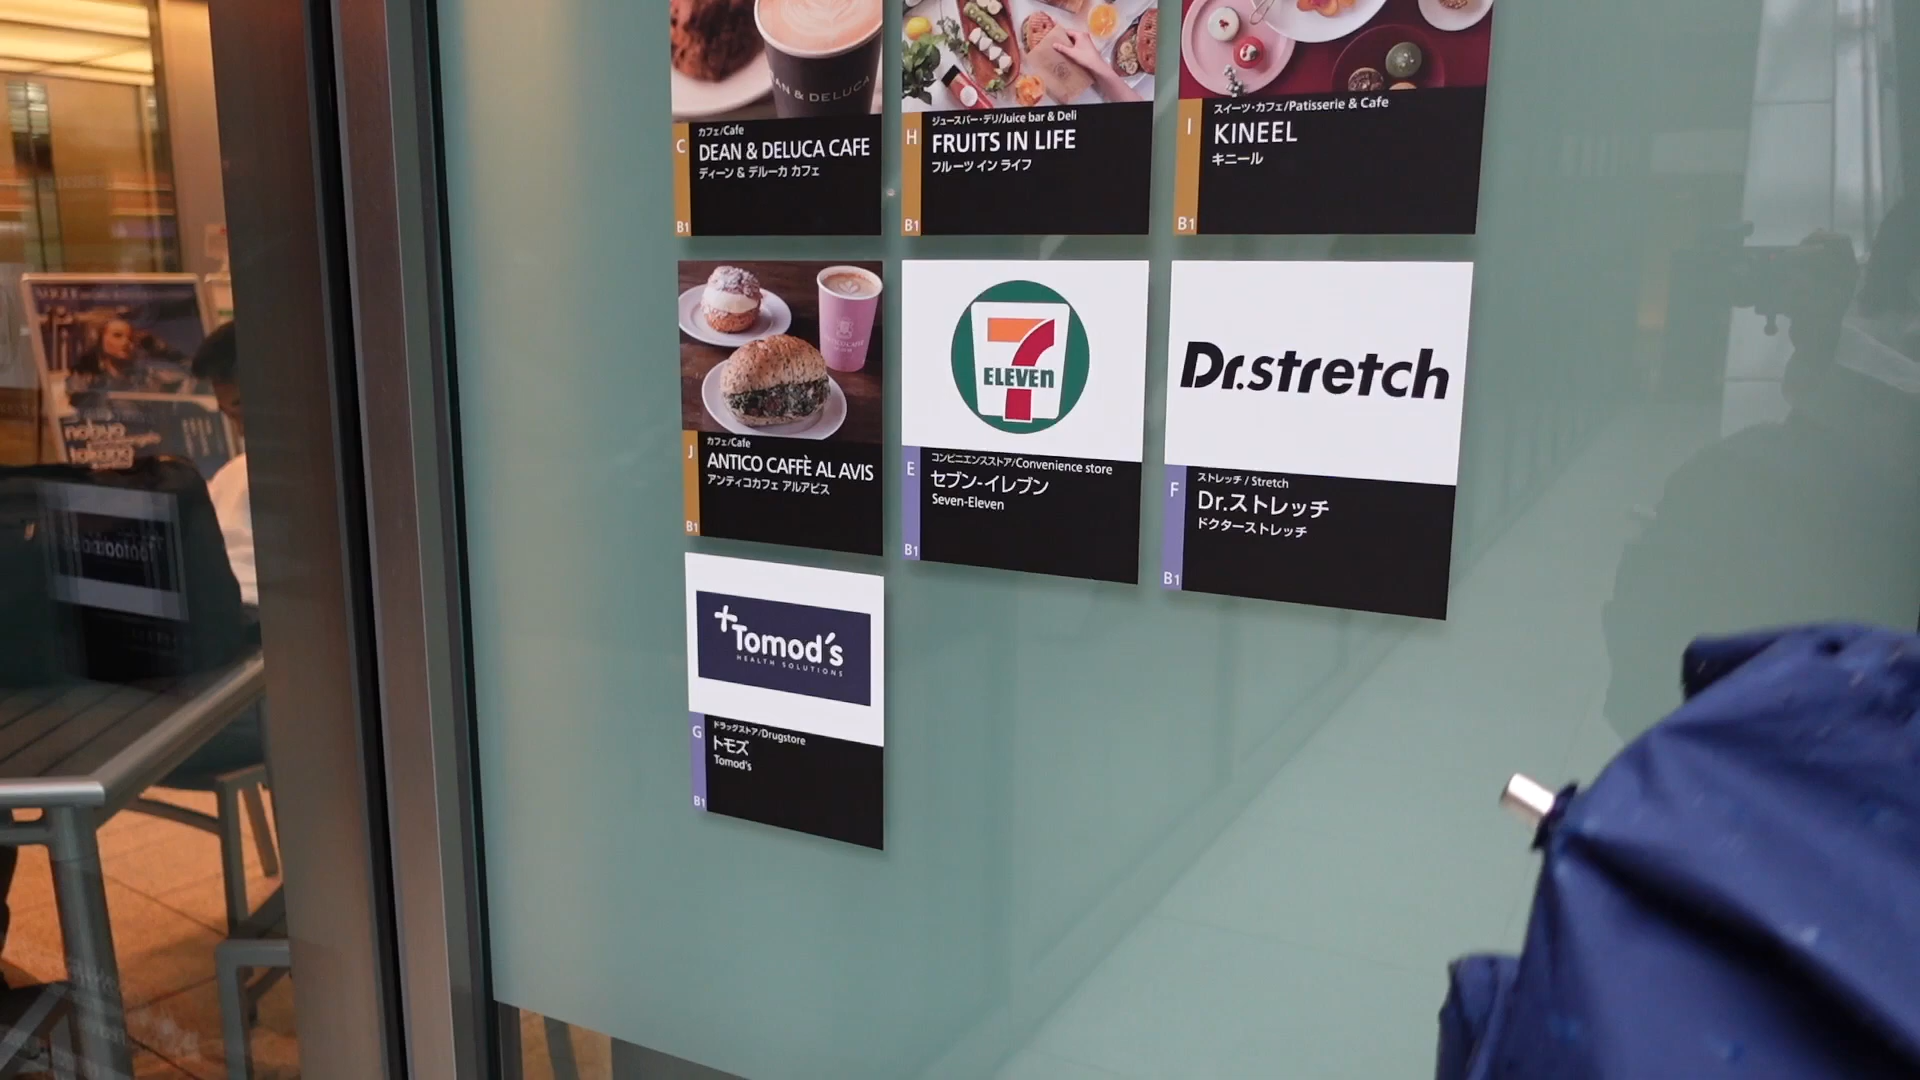 DEAN & DELUCA
C
カフェ/Cafe
DEAN & DELUCA CAFE
ディーン & デルーカ カフェ
B1
H
ジュースバー・デリ/Juice bar & Deli
FRUITS IN LIFE
フルーツ イン ライフ
B1
I
スイーツ・カフェ/Patisserie & Cafe
KINEEL
キニール
B1
J
カフェ/Cafe
ANTICO CAFFÈ AL AVIS
アンティコカフェ アルアビス
B1
7
ELEVEn
E
コンビニエンスストア/Convenience store
セブン-イレブン
Seven-Eleven
B1
Dr.stretch
F
ストレッチ / Stretch
Dr.ストレッチ
ドクターストレッチ
B1
Tomod's
HEALTH SOLUTIONS
G
ドラッグストア/Drugstore
トモズ
Tomod's
B1